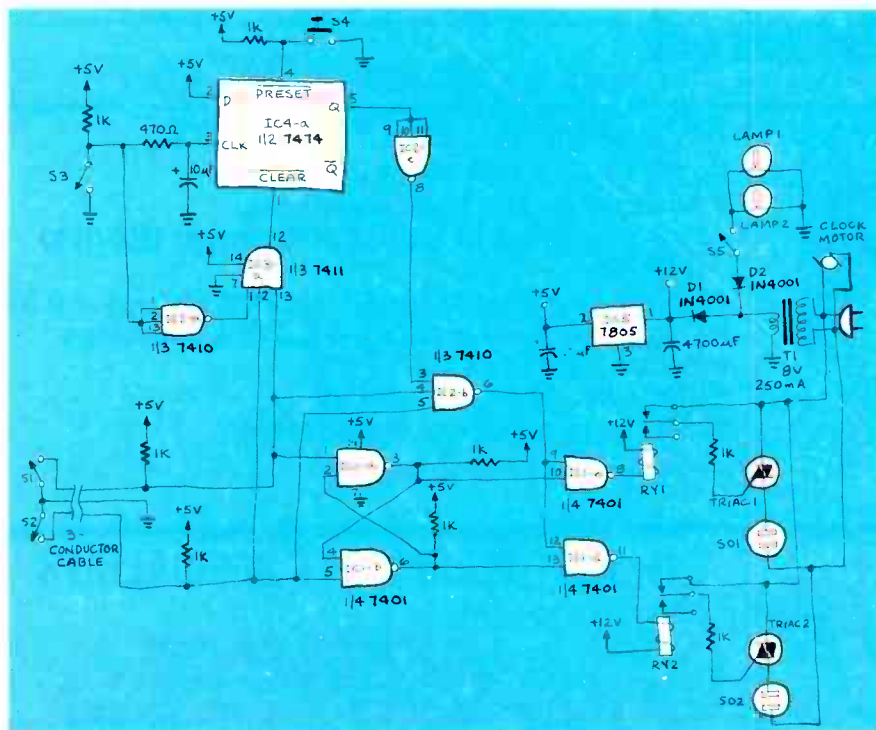 +5V
1K
S4
4
+5V
2
D
PRESET
Q
5
+5V
1K
IC4-a
1/2 7474
470Ω
3
CLK
9 10 11
8
S3
+
10µF
CLEAR
Q
1
LAMP1
LAMP2
CLOCK
MOTOR
S5
12
+5V
14
7
1/3 7411
1 2 13
D2
1N4001
D1
1N4001
+12V
+5V
2
1
7805
3
4700µF
T1
8V
250mA
1
2
13
1/3 7410
1/3 7410
3
4
5
6
+5V
1K
+5V
+5V
1K
+12V
1
2
3
7
9
10
8
RY1
1K
TRIAC1
S1
S2
3-
CONDUCTOR
CABLE
+5V
1K
+5V
1K
1/4 7401
SO1
4
5
6
12
13
11
1/4 7401
1/4 7401
+12V
RY2
1K
TRIAC2
SO2